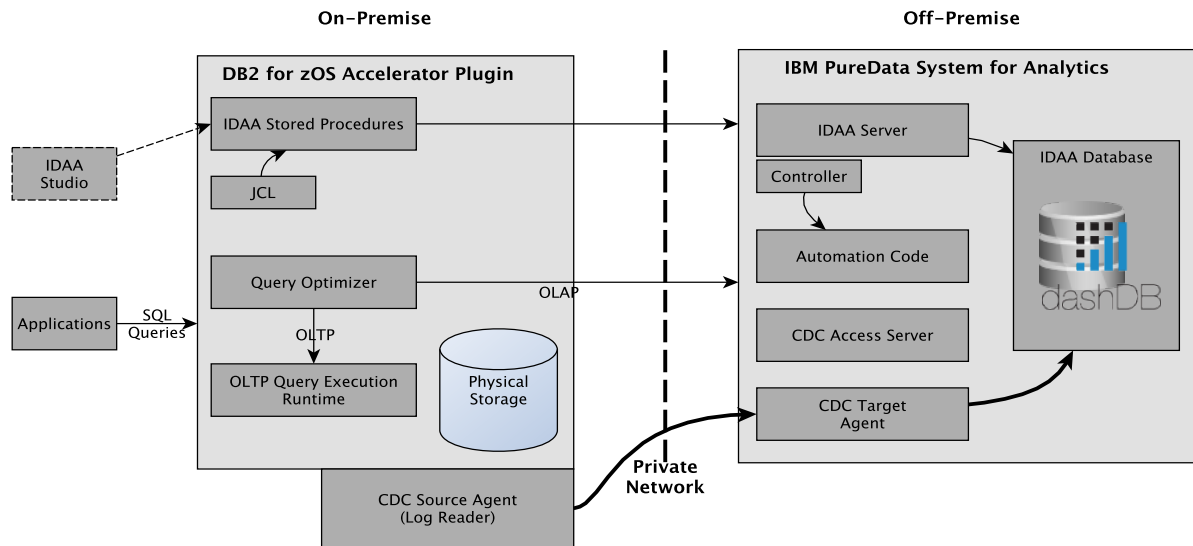 On-Premise
Off-Premise
DB2 for zOS Accelerator Plugin
IBM PureData System for Analytics
IDAA Stored Procedures
IDAA
Studio
JCL
IDAA Server
Controller
IDAA Database
Automation Code
dashDB
Query Optimizer
OLAP
Applications
SQL
Queries
OLTP
OLTP Query Execution
Runtime
Physical
Storage
CDC Access Server
CDC Target
Agent
Private
Network
CDC Source Agent
(Log Reader)